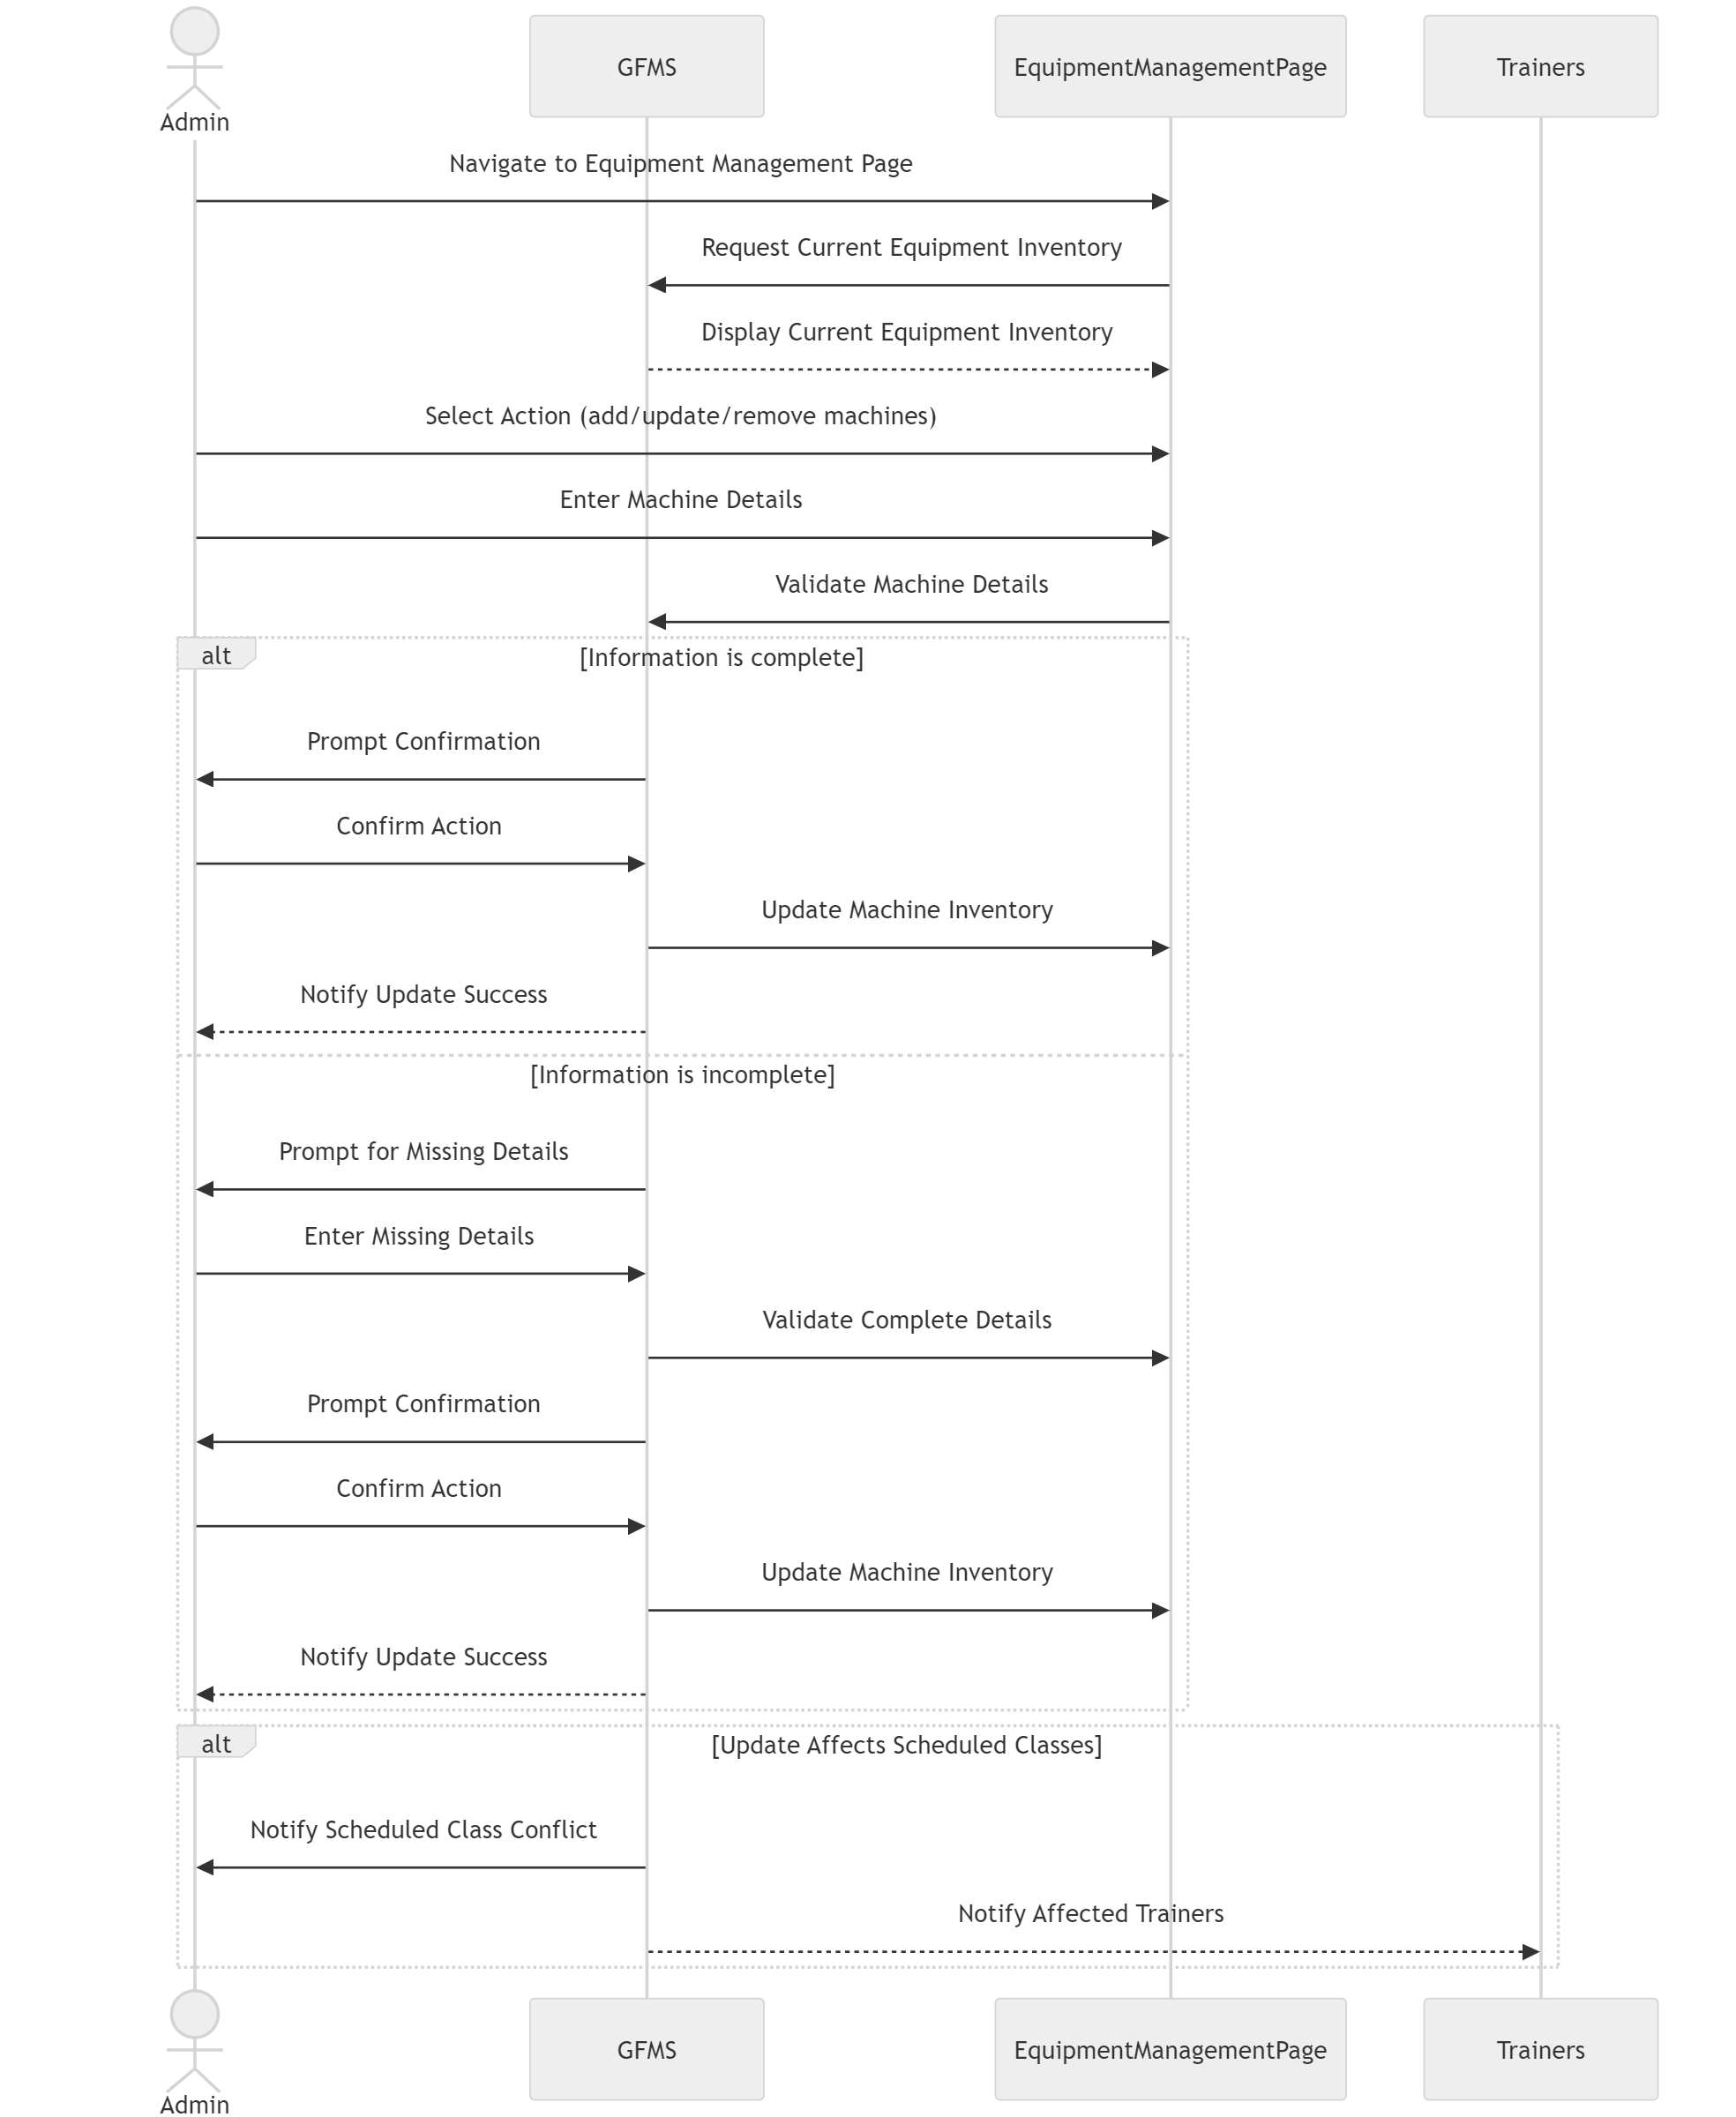 Admin
GFMS
EquipmentManagementPage
Trainers
Navigate to Equipment Management Page
Request Current Equipment Inventory
Display Current Equipment Inventory
Select Action (add/update/remove machines)
Enter Machine Details
Validate Machine Details
alt
[Information is complete]
Prompt Confirmation
Confirm Action
Update Machine Inventory
Notify Update Success
[Information is incomplete]
Prompt for Missing Details
Enter Missing Details
Validate Complete Details
Prompt Confirmation
Confirm Action
Update Machine Inventory
Notify Update Success
alt
[Update Affects Scheduled Classes]
Notify Scheduled Class Conflict
Notify Affected Trainers
Admin
GFMS
EquipmentManagementPage
Trainers